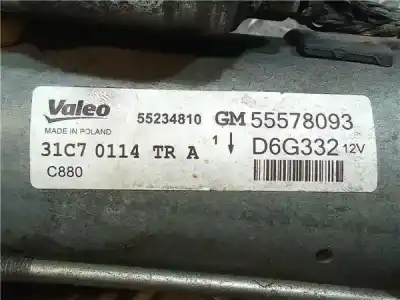 Valeo 55234810 GM 55578093
MADE IN POLAND
31C7 0114 TR A 1 ↓ D6G332 12V
C880